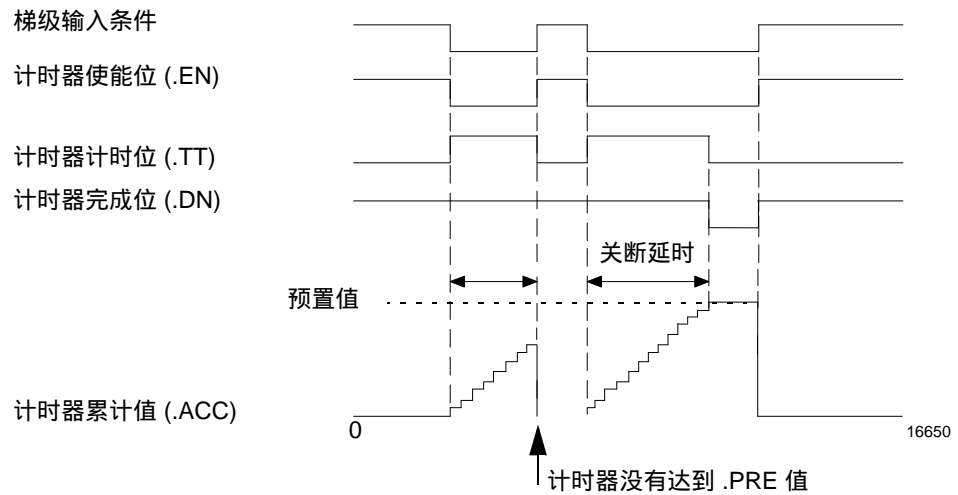 梯级输入条件
计时器使能位 (.EN)
计时器计时位 (.TT)
计时器完成位 (.DN)
关断延时
预置值
计时器累计值 (.ACC)
0
16650
计时器没有达到 .PRE 值